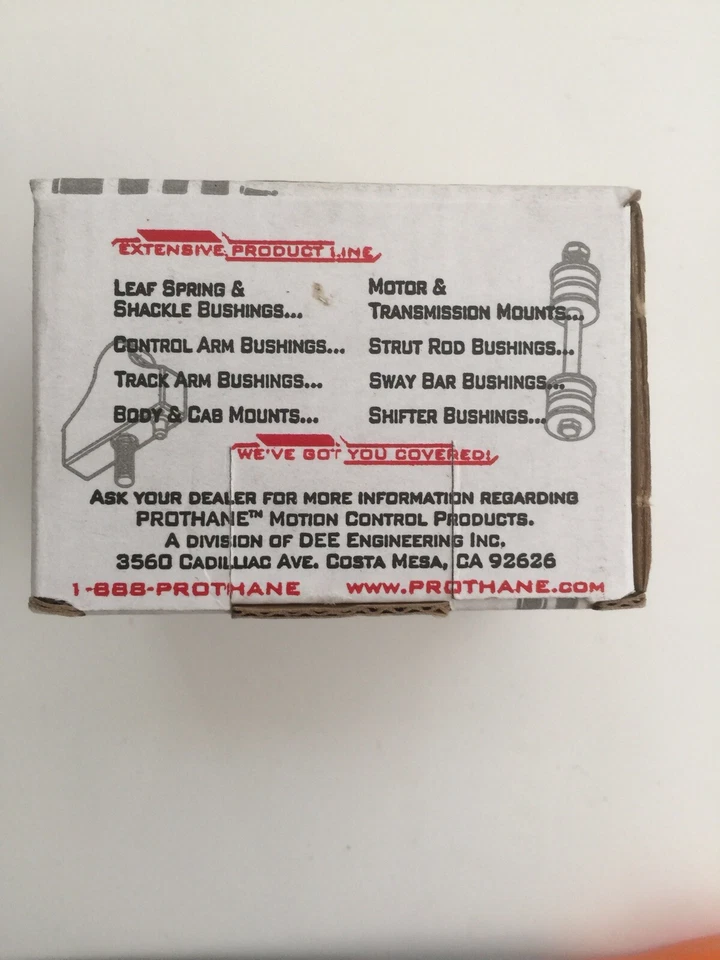 EXTENSIVE PRODUCT LINE
LEAF SPRING &
SHACKLE BUSHINGS...
CONTROL ARM BUSHINGS...
TRACK ARM BUSHINGS...
BODY & CAB MOUNTS...
MOTOR &
TRANSMISSION MOUNTS...
STRUT ROD BUSHINGS...
SWAY BAR BUSHINGS...
SHIFTER BUSHINGS...
WE'VE GOT YOU COVERED!
ASK YOUR DEALER FOR MORE INFORMATION REGARDING
PROTHANE™ MOTION CONTROL PRODUCTS.
A DIVISION OF DEE ENGINEERING INC.
3560 CADILLIAC AVE. COSTA MESA, CA 92626
1-888-PROTHANE WWW.PROTHANE.COM